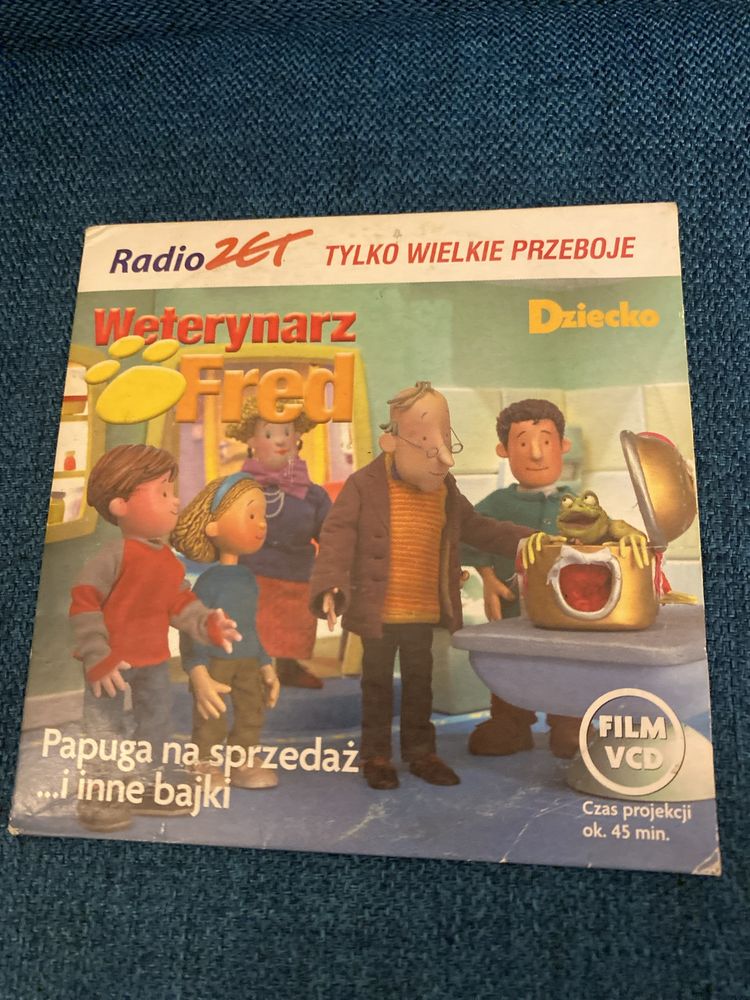 Radio ZET TYLKO WIELKIE PRZEBOJE
Weterynarz
Fred
Dziecko
Papuga na sprzedaż
...i inne bajki
FILM
VCD
Czas projekcji
ok. 45 min.